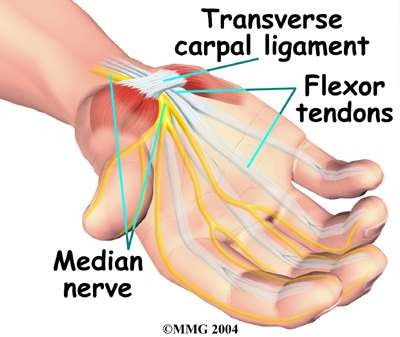 Transverse
carpal ligament
Flexor
tendons
Median
nerve
©MMG 2004